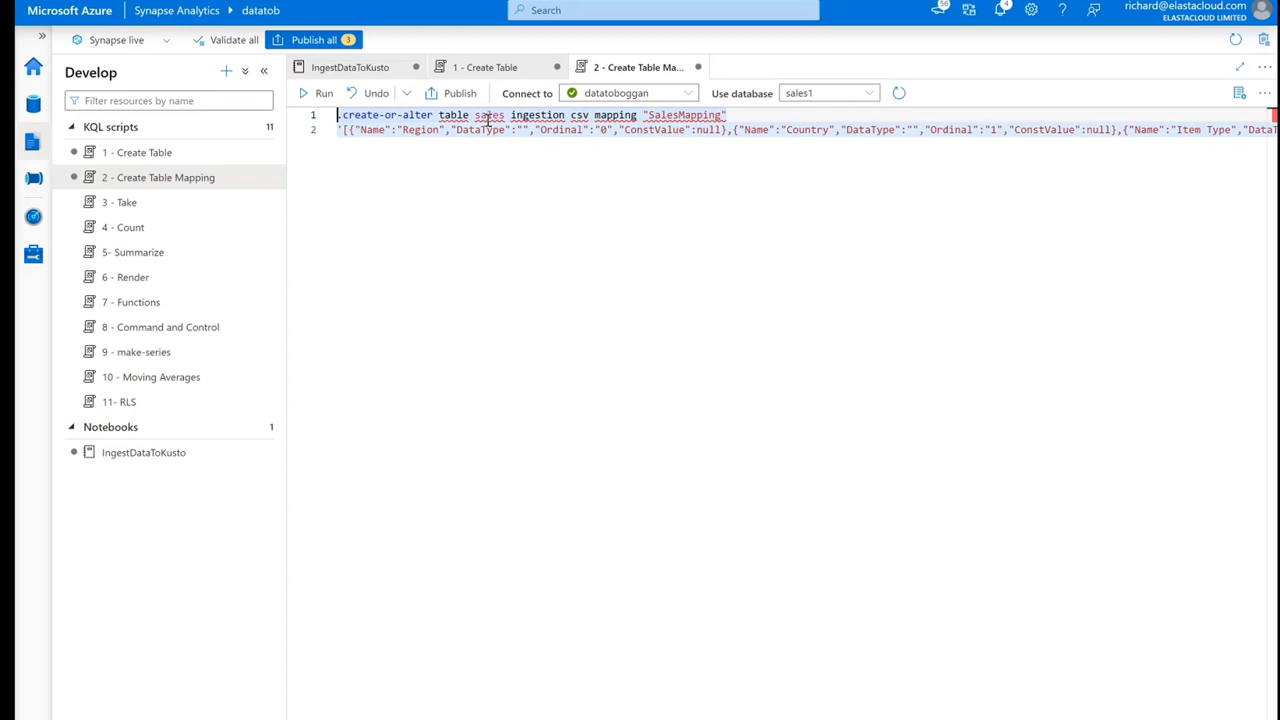 Microsoft Azure
Synapse Analytics
datatob
Search
56
4
richard@elastacloud.com
ELASTACLOUD LIMITED
Synapse live
Validate all
Publish all
3
Develop
Filter resources by name
KQL scripts
11
1 - Create Table
2 - Create Table Mapping
3 - Take
4 - Count
5- Summarize
6 - Render
7 - Functions
8 - Command and Control
9 - make-series
10 - Moving Averages
11- RLS
Notebooks
1
IngestDataToKusto
IngestDataToKusto
1 - Create Table
2 - Create Table Ma...
Run
Undo
Publish
Connect to
datatoboggan
Use database
sales1
1
.create-or-alter table sales ingestion csv mapping "SalesMapping"
2
'[{"Name":"Region","DataType":"","Ordinal":"0","ConstValue":null},{"Name":"Country","DataType":"","Ordinal":"1","ConstValue":null},{"Name":"Item Type","DataT